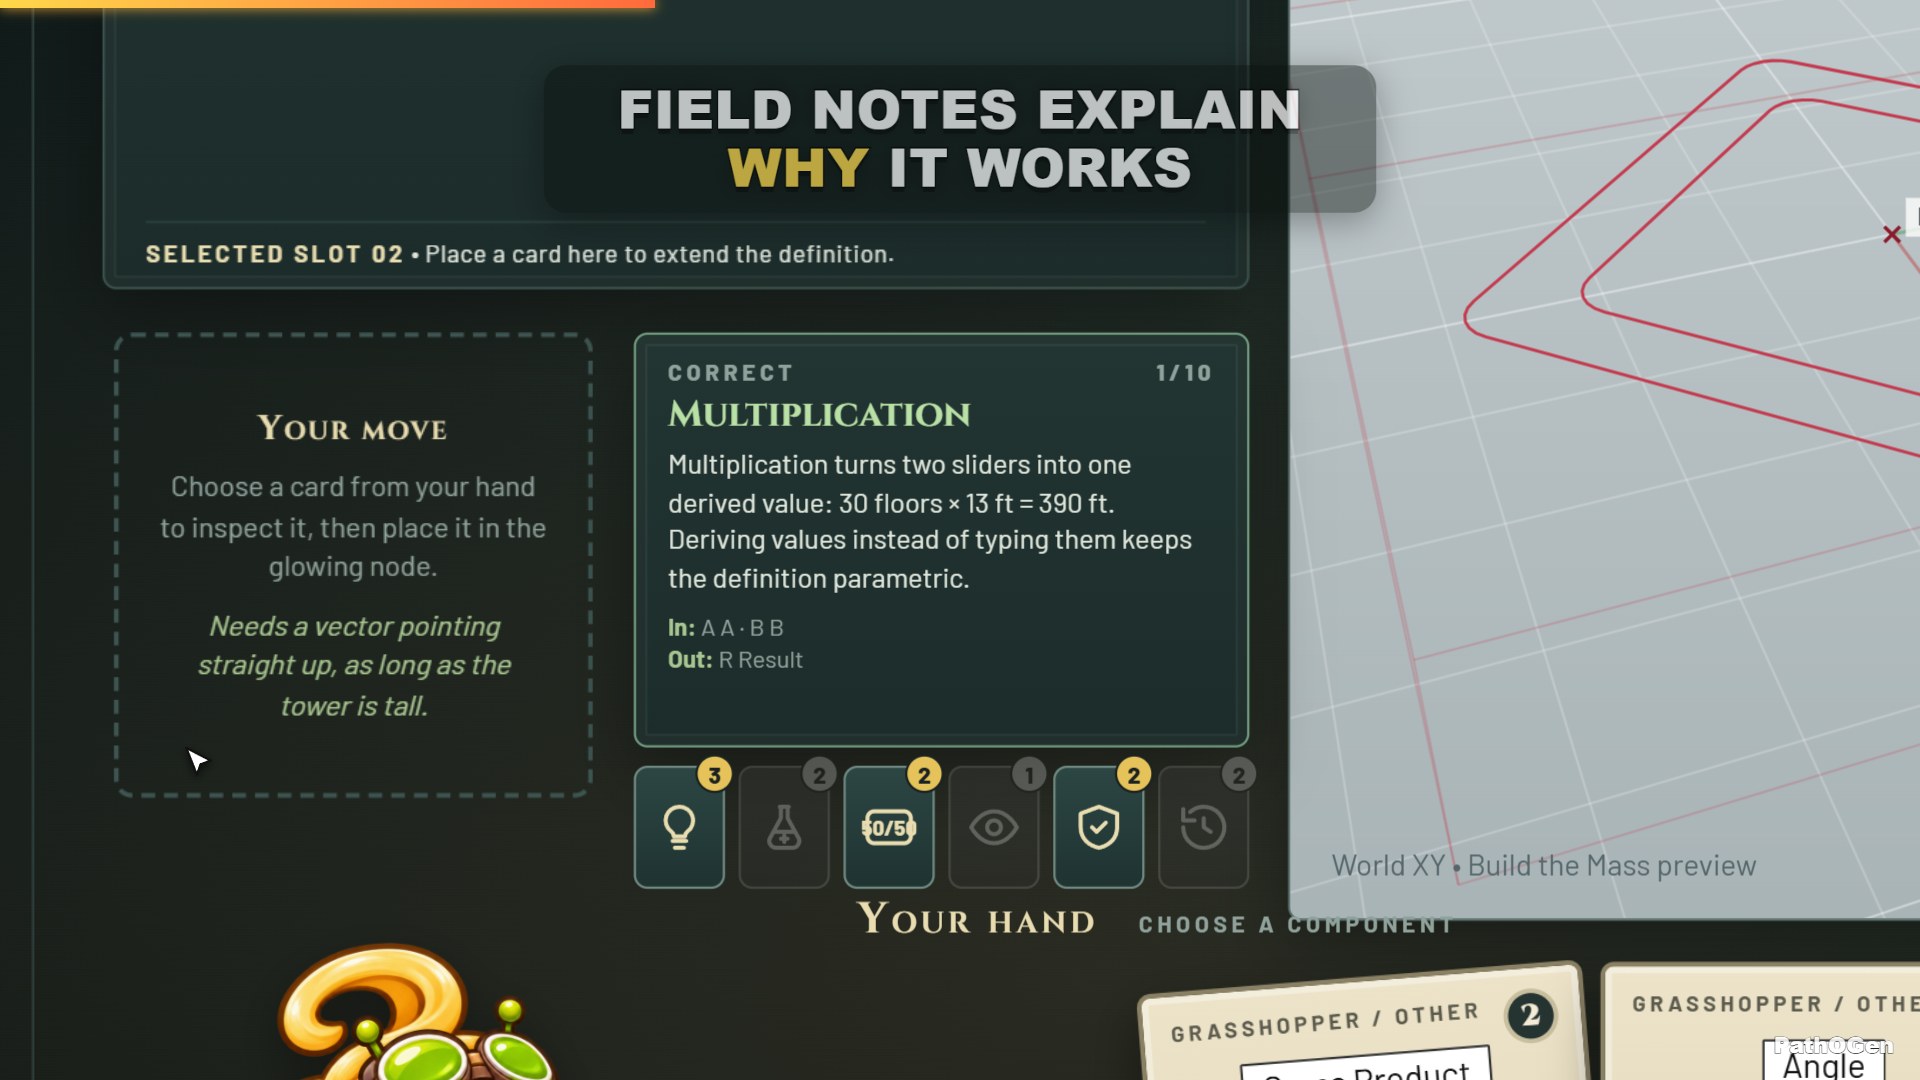 FIELD NOTES EXPLAIN
WHY IT WORKS
SELECTED SLOT 02 • Place a card here to extend the definition.
YOUR MOVE
Choose a card from your hand
to inspect it, then place it in the
glowing node.
Needs a vector pointing
straight up, as long as the
tower is tall.
CORRECT
1/10
MULTIPLICATION
Multiplication turns two sliders into one
derived value: 30 floors × 13 ft = 390 ft.
Deriving values instead of typing them keeps
the definition parametric.
In: A A · B B
Out: R Result
3
2
2
1
2
2
50/50
World XY • Build the Mass preview
YOUR HAND
CHOOSE A COMPONENT
GRASSHOPPER / OTHER
2
Product
GRASSHOPPER / OTHE
Angle
PathOGen